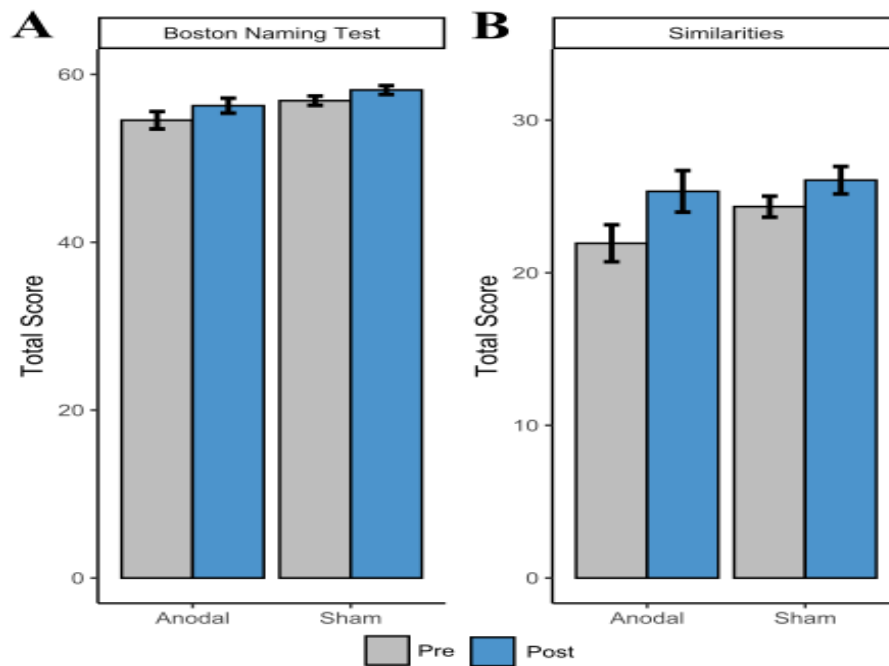 A
Boston Naming Test
Total Score
60
40
20
0
Anodal Sham
B
Similarities
Total Score
30
20
10
0
Anodal Sham
Pre Post